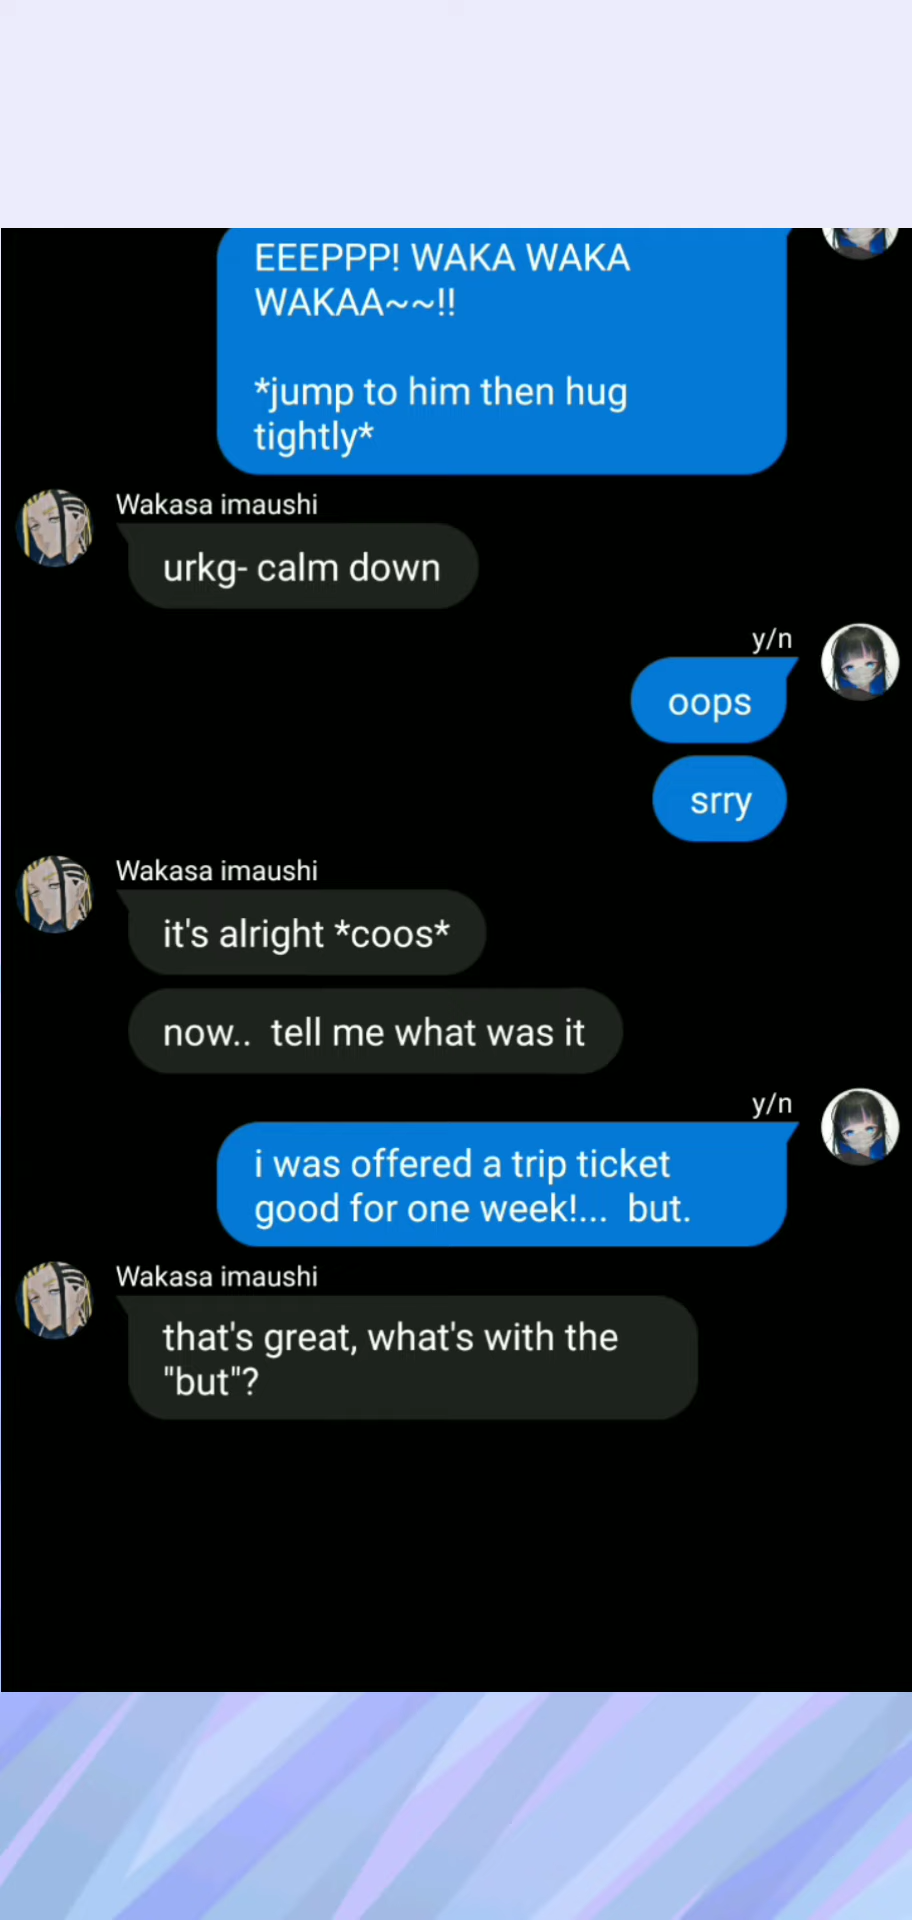 EEEPPP! WAKA WAKA
WAKAA~~!!
*jump to him then hug
tightly*
Wakasa imaushi
urkg- calm down
y/n
oops
srry
Wakasa imaushi
it's alright *coos*
now..  tell me what was it
y/n
i was offered a trip ticket
good for one week!...  but.
Wakasa imaushi
that's great, what's with the
"but"?